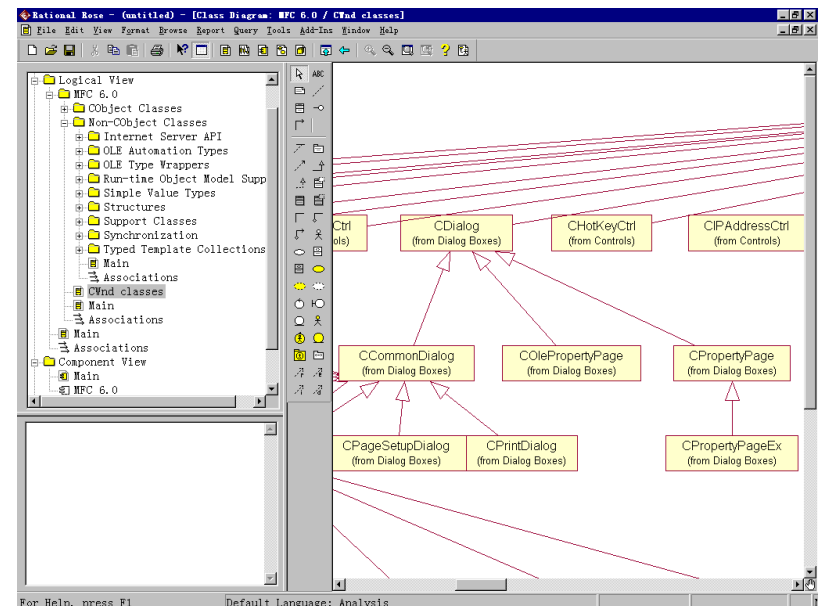 Rational Rose - (untitled) - [Class Diagram: MFC 6.0 / CWnd classes]
File Edit View Format Browse Report Query Tools Add-Ins Window Help
ABC
Logical View
MFC 6.0
CObject Classes
Non-CObject Classes
Internet Server API
OLE Automation Types
OLE Type Wrappers
Run-time Object Model Supp
Simple Value Types
Structures
Support Classes
Synchronization
Typed Template Collections
Main
Associations
CWnd classes
Main
Associations
Main
Associations
Component View
Main
MFC 6.0
Ctrl
ols)
CDialog
(from Dialog Boxes)
CHotKeyCtrl
(from Controls)
CIPAddressCtrl
(from Controls)
CCommonDialog
(from Dialog Boxes)
COlePropertyPage
(from Dialog Boxes)
CPropertyPage
(from Dialog Boxes)
CPageSetupDialog
(from Dialog Boxes)
CPrintDialog
(from Dialog Boxes)
CPropertyPageEx
(from Dialog Boxes)
For Help, press F1
Default Language: Analysis